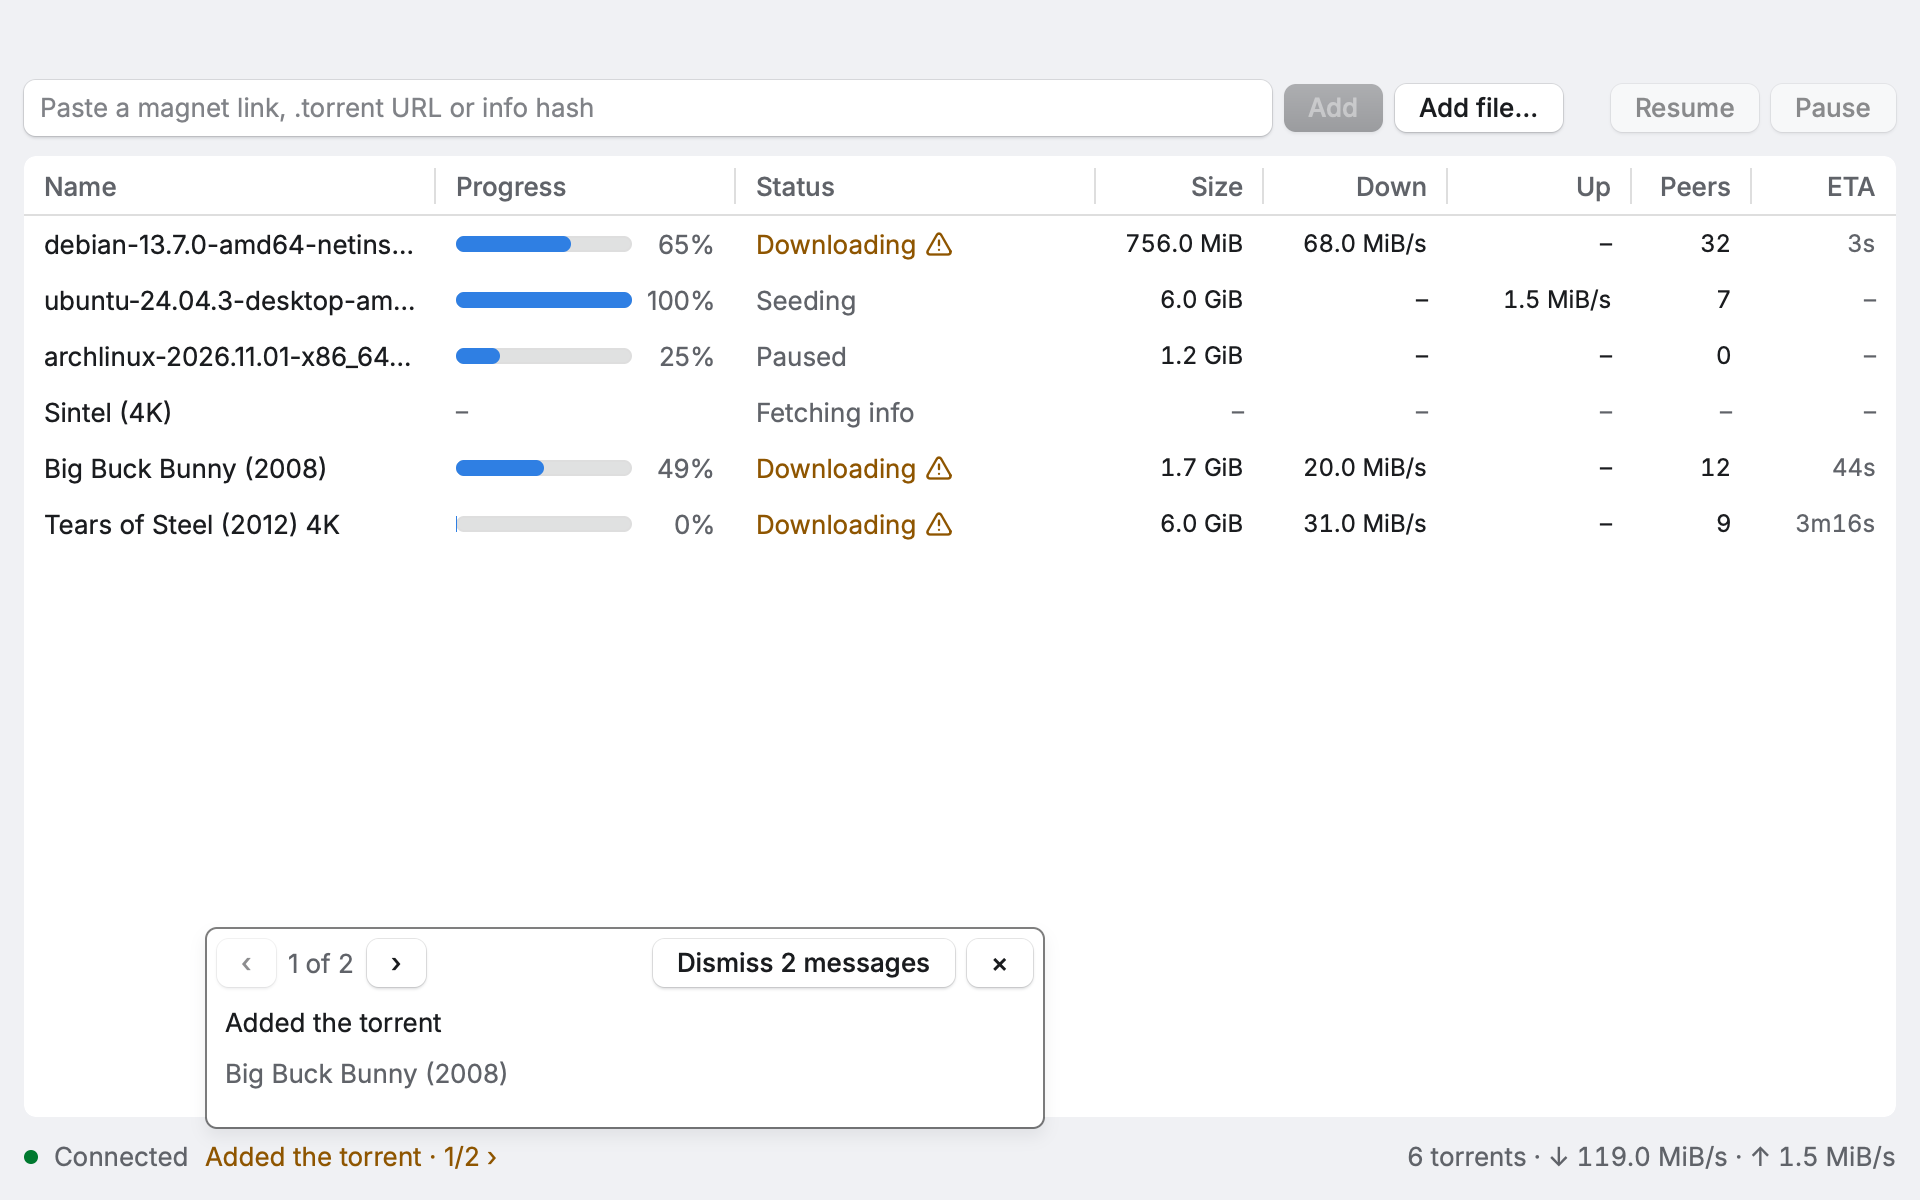 Paste a magnet link, .torrent URL or info hash Add Add file... Resume Pause
Name Progress Status Size Down Up Peers ETA
debian-13.7.0-amd64-netins... 65% Downloading 756.0 MiB 68.0 MiB/s – 32 3s
ubuntu-24.04.3-desktop-am... 100% Seeding 6.0 GiB – 1.5 MiB/s 7 –
archlinux-2026.11.01-x86_64... 25% Paused 1.2 GiB – – 0 –
Sintel (4K) – Fetching info – – – – –
Big Buck Bunny (2008) 49% Downloading 1.7 GiB 20.0 MiB/s – 12 44s
Tears of Steel (2012) 4K 0% Downloading 6.0 GiB 31.0 MiB/s – 9 3m16s
‹ 1 of 2 › Dismiss 2 messages ×
Added the torrent
Big Buck Bunny (2008)
Connected Added the torrent · 1/2 › 6 torrents · ↓ 119.0 MiB/s · ↑ 1.5 MiB/s